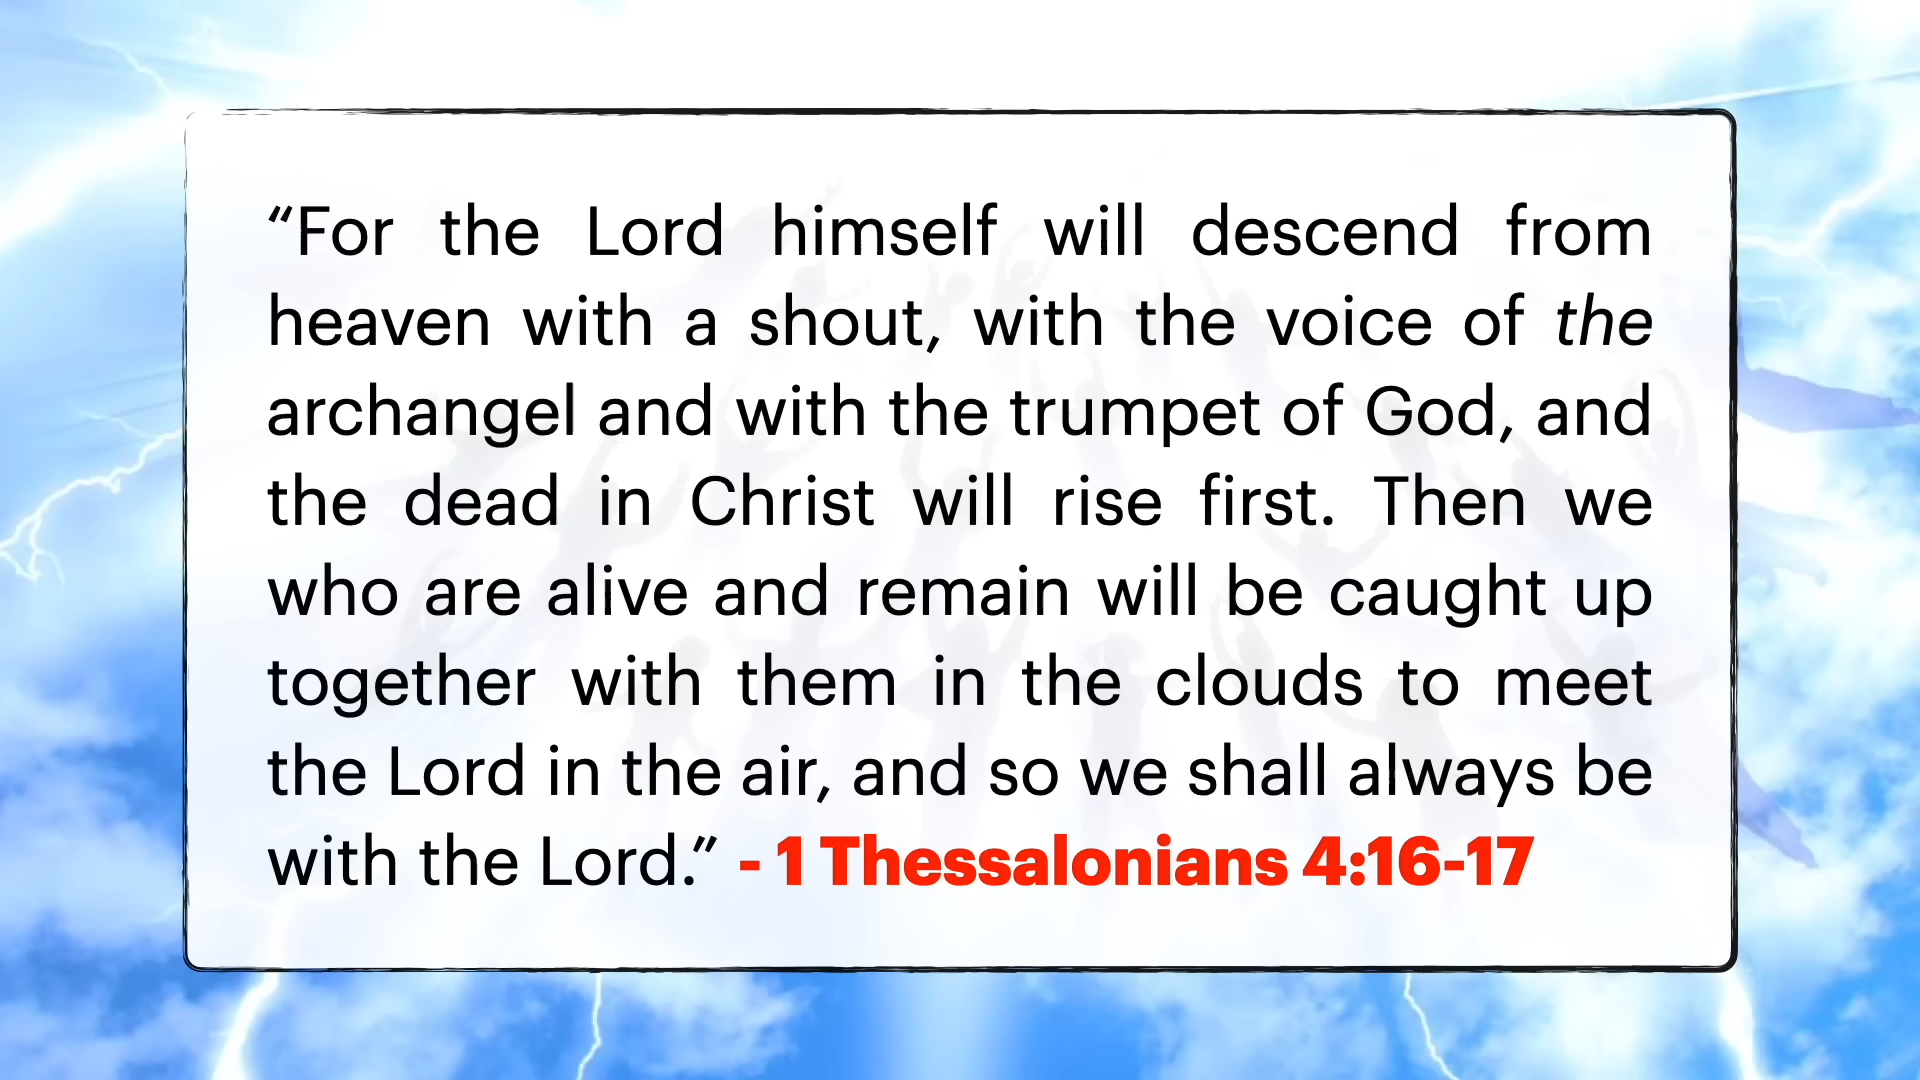 “For the Lord himself will descend from
heaven with a shout, with the voice of the
archangel and with the trumpet of God, and
the dead in Christ will rise first. Then we
who are alive and remain will be caught up
together with them in the clouds to meet
the Lord in the air, and so we shall always be
with the Lord.” - 1 Thessalonians 4:16-17